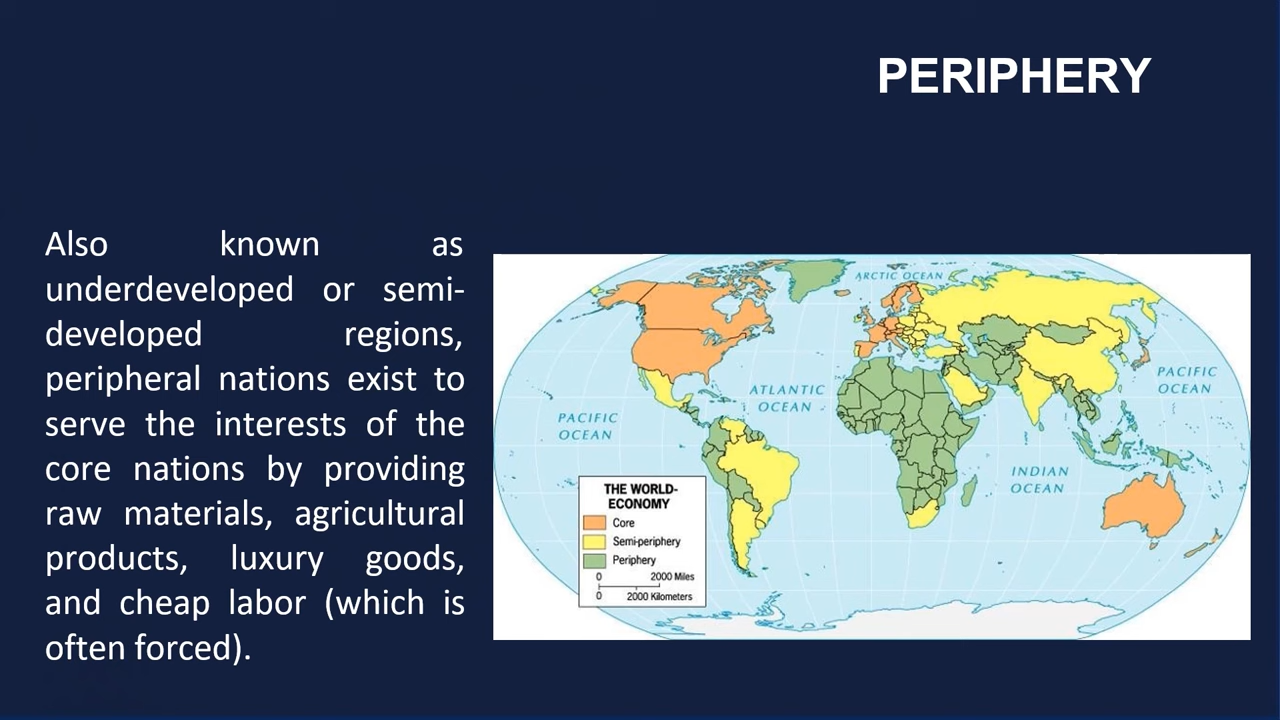 PERIPHERY
Also known as
underdeveloped or semi-
developed regions,
peripheral nations exist to
serve the interests of the
core nations by providing
raw materials, agricultural
products, luxury goods,
and cheap labor (which is
often forced).
ARCTIC OCEAN
ATLANTIC
OCEAN
PACIFIC
OCEAN
PACIFIC
OCEAN
INDIAN
OCEAN
THE WORLD-
ECONOMY
Core
Semi-periphery
Periphery
0 2000 Miles
0 2000 Kilometers